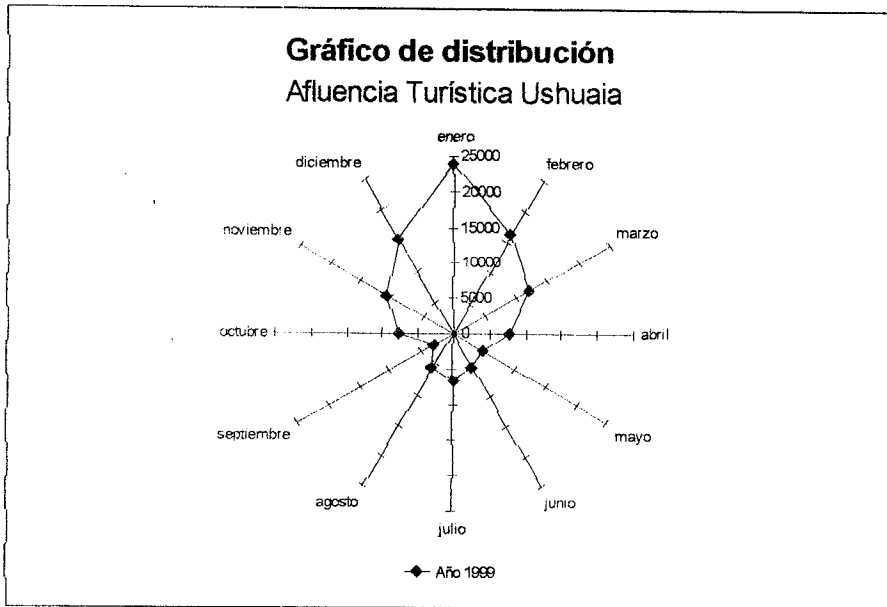 Gráfico de distribución
Afluencia Turística Ushuaia
enero
25000
diciembre
febrero
20000
noviembre
15000
marzo
10000
5000
octubre
0
abril
septiembre
mayo
agosto
junio
julio
Año 1999